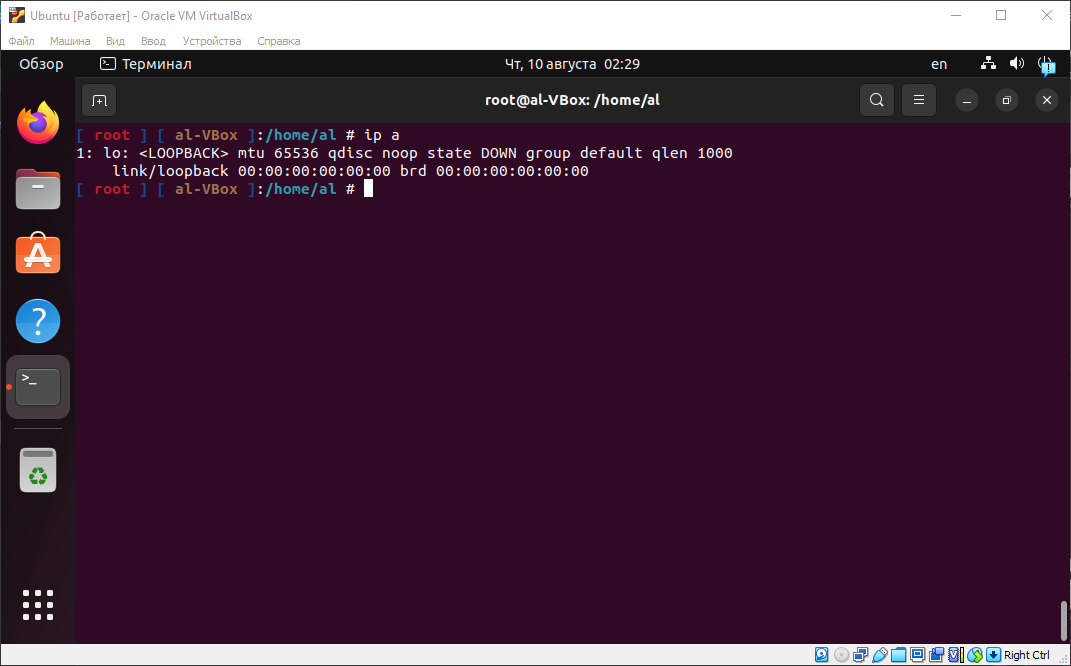 Ubuntu [Работает] - Oracle VM VirtualBox
Файл Машина Вид Ввод Устройства Справка
Обзор Терминал Чт, 10 августа 02:29 en
root@al-VBox: /home/al
[ root ] [ al-VBox ]:/home/al # ip a
1: lo: <LOOPBACK> mtu 65536 qdisc noop state DOWN group default qlen 1000
link/loopback 00:00:00:00:00:00 brd 00:00:00:00:00:00
[ root ] [ al-VBox ]:/home/al #
Right Ctrl